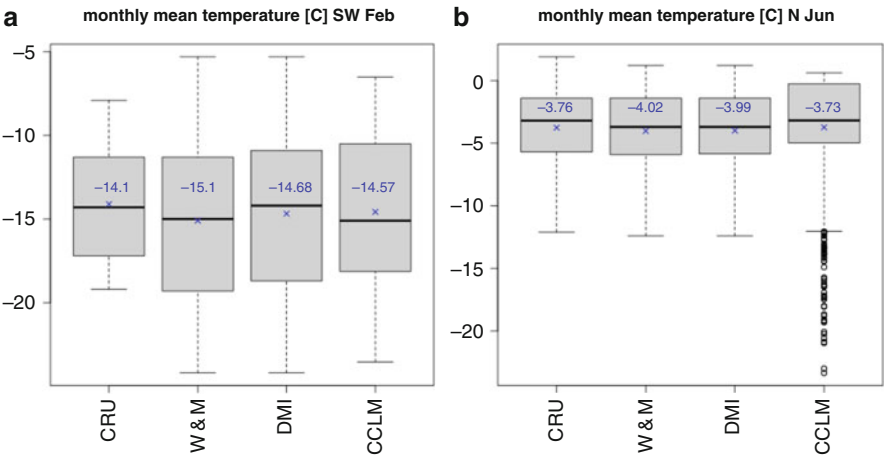 a
monthly mean temperature [C] SW Feb
−5
−10
−15
−20
−14.1
−15.1
−14.68
−14.57
CRU
W & M
DMI
CCLM
b
monthly mean temperature [C] N Jun
0
−5
−10
−15
−20
−3.76
−4.02
−3.99
−3.73
CRU
W & M
DMI
CCLM